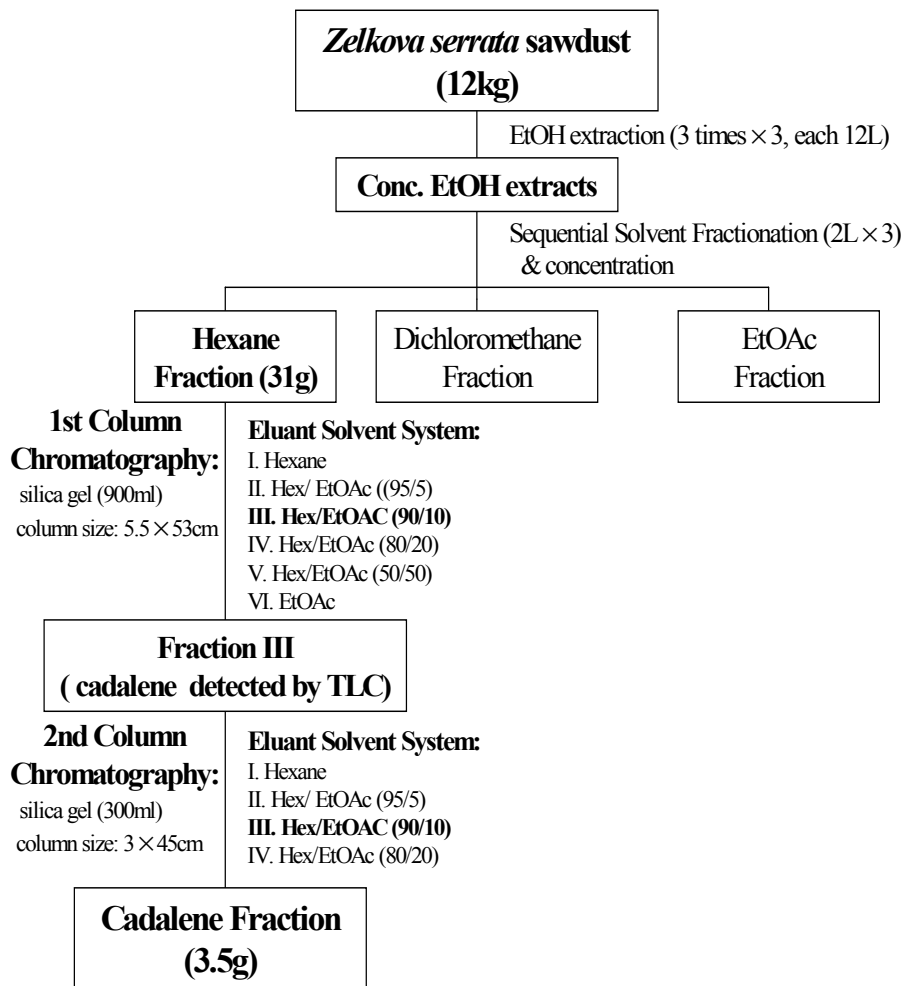 Zelkova serrata sawdust
(12kg)
EtOH extraction (3 times × 3, each 12L)
Conc. EtOH extracts
Sequential Solvent Fractionation (2L × 3)
& concentration
Hexane
Fraction (31g)
Dichloromethane
Fraction
EtOAc
Fraction
1st Column
Chromatography:
silica gel (900ml)
column size: 5.5 × 53cm
Eluant Solvent System:
I. Hexane
II. Hex/ EtOAc ((95/5)
III. Hex/EtOAC (90/10)
IV. Hex/EtOAc (80/20)
V. Hex/EtOAc (50/50)
VI. EtOAc
Fraction III
( cadalene detected by TLC)
2nd Column
Chromatography:
silica gel (300ml)
column size: 3 × 45cm
Eluant Solvent System:
I. Hexane
II. Hex/ EtOAc (95/5)
III. Hex/EtOAC (90/10)
IV. Hex/EtOAc (80/20)
Cadalene Fraction
(3.5g)